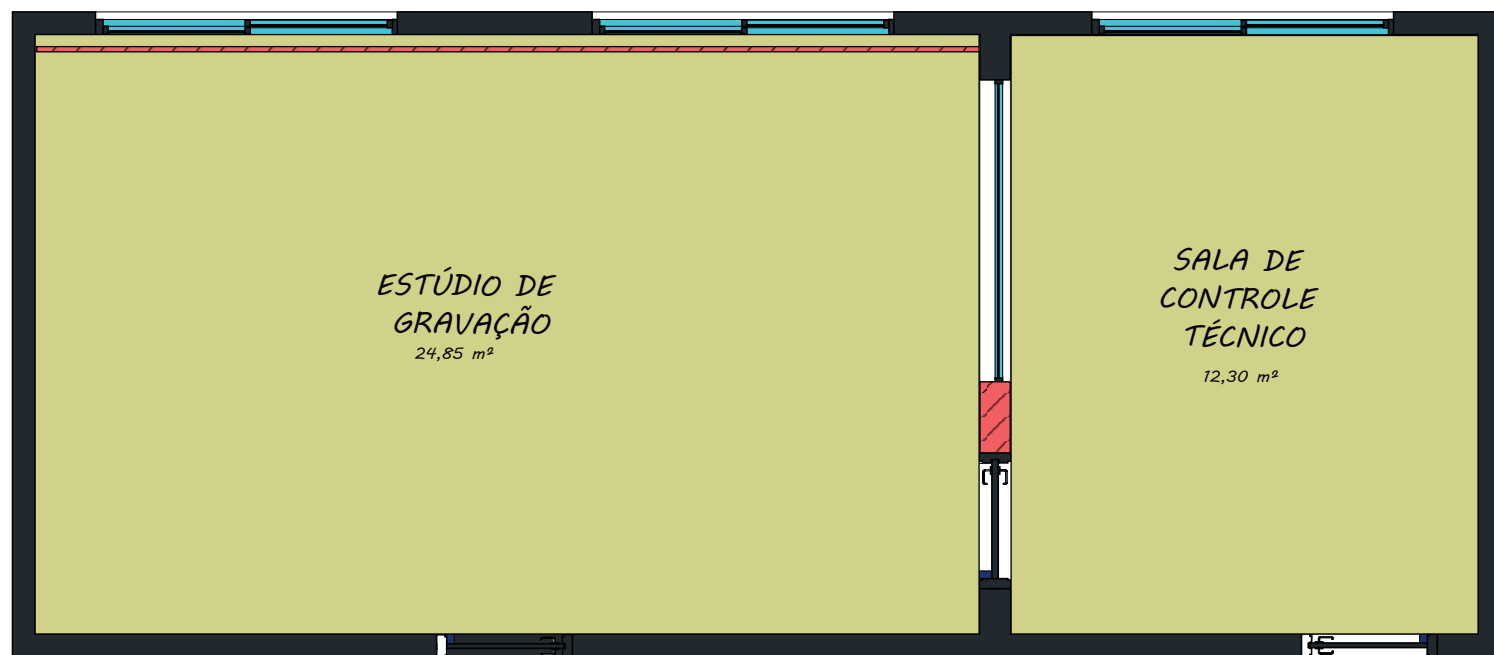 ESTÚDIO DE
GRAVAÇÃO
24,85 m²
SALA DE
CONTROLE
TÉCNICO
12,30 m²